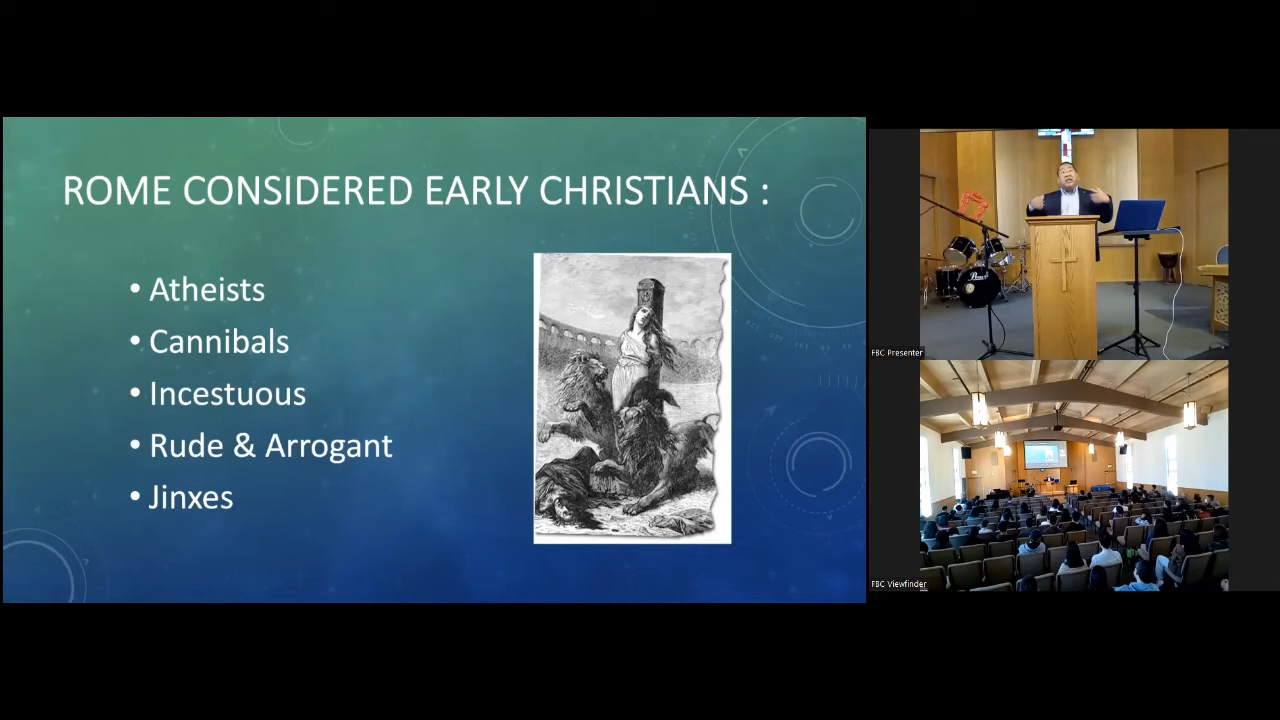 ROME CONSIDERED EARLY CHRISTIANS :
• Atheists
• Cannibals
• Incestuous
• Rude & Arrogant
• Jinxes
FBC Presenter
FBC Viewfinder